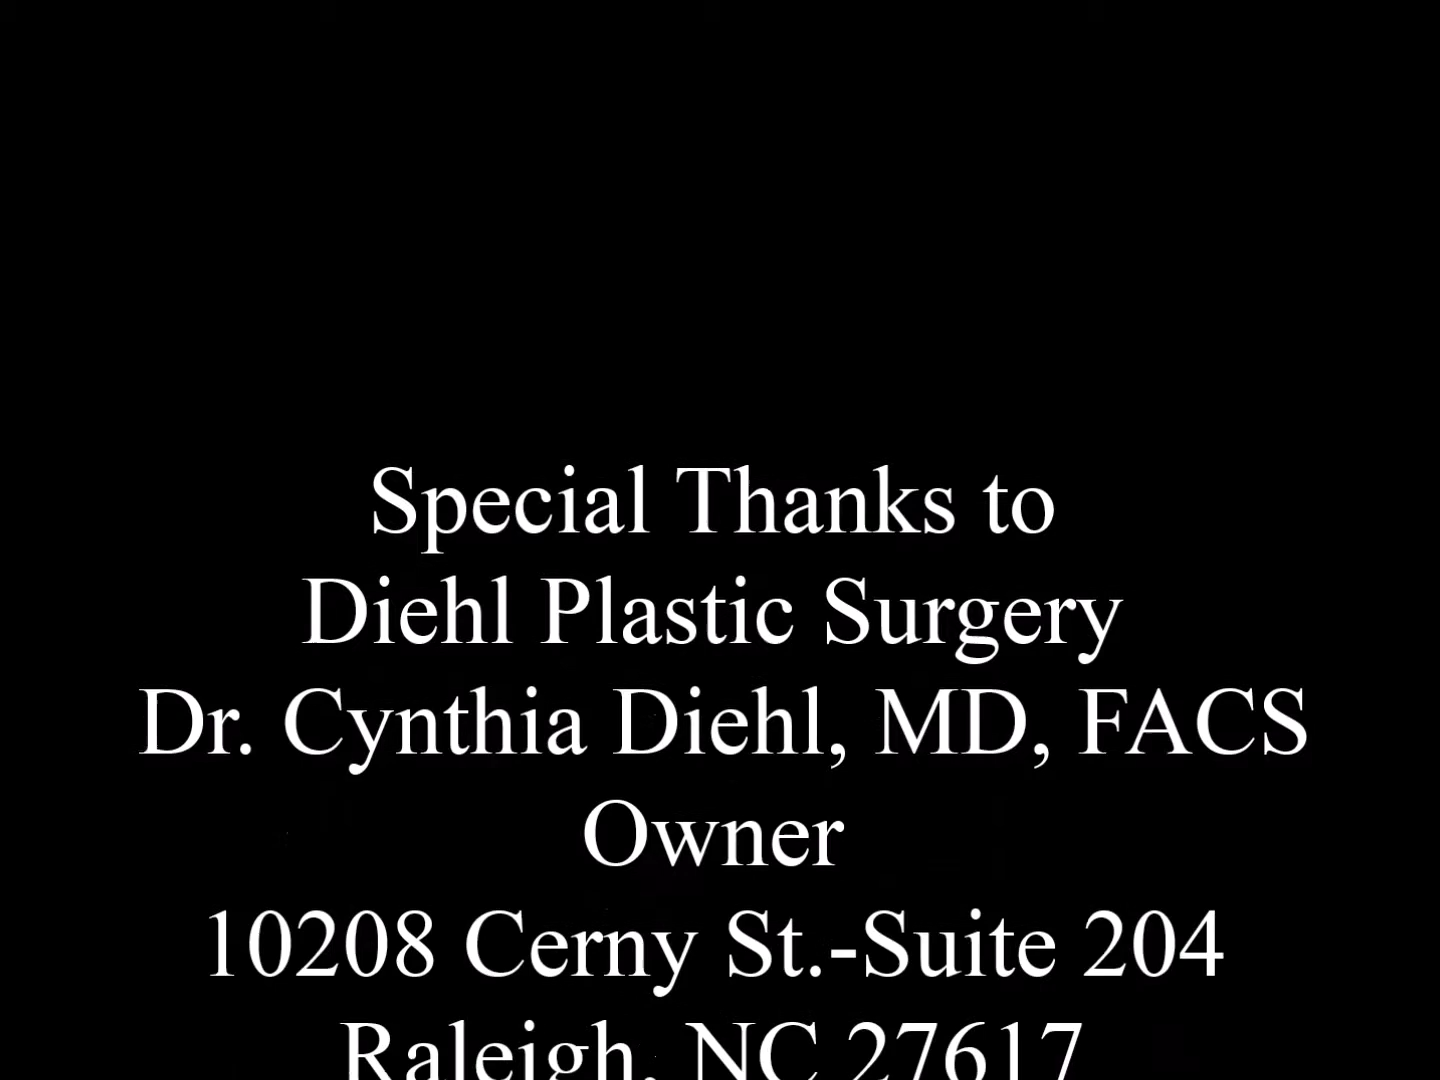 Special Thanks to
Diehl Plastic Surgery
Dr. Cynthia Diehl, MD, FACS
Owner
10208 Cerny St.-Suite 204
Raleigh, NC 27617